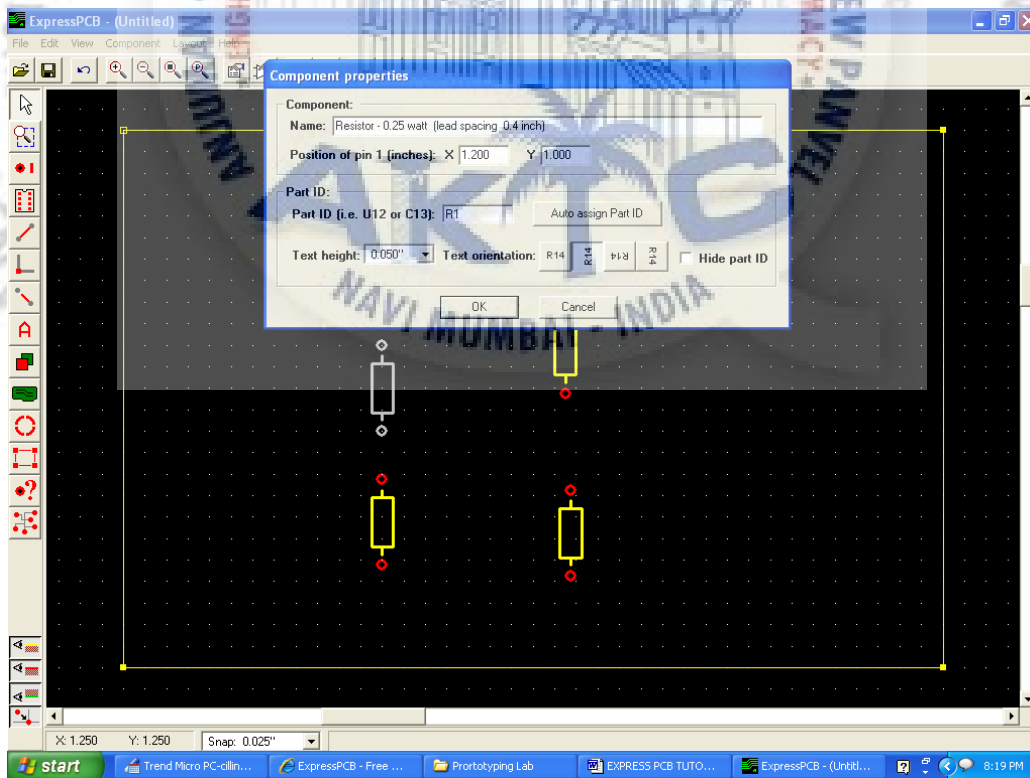 ExpressPCB - (Untitled)
File Edit View Component Layout Help
Component properties
Component:
Name: Resistor - 0.25 watt (lead spacing 0.4 inch)
Position of pin 1 (inches): X 1.200 Y 1.000
Part ID:
Part ID (i.e. U12 or C13): R1 Auto assign Part ID
Text height: 0.050" Text orientation: R14 R14 R14 R14 Hide part ID
OK Cancel
AKTC
NAVI MUMBAI - INDIA
EW PANVEL
A
X: 1.250 Y: 1.250 Snap: 0.025"
start Trend Micro PC-cillin... ExpressPCB - Free ... Prortotyping Lab EXPRESS PCB TUTO... ExpressPCB - (Untitl... 8:19 PM